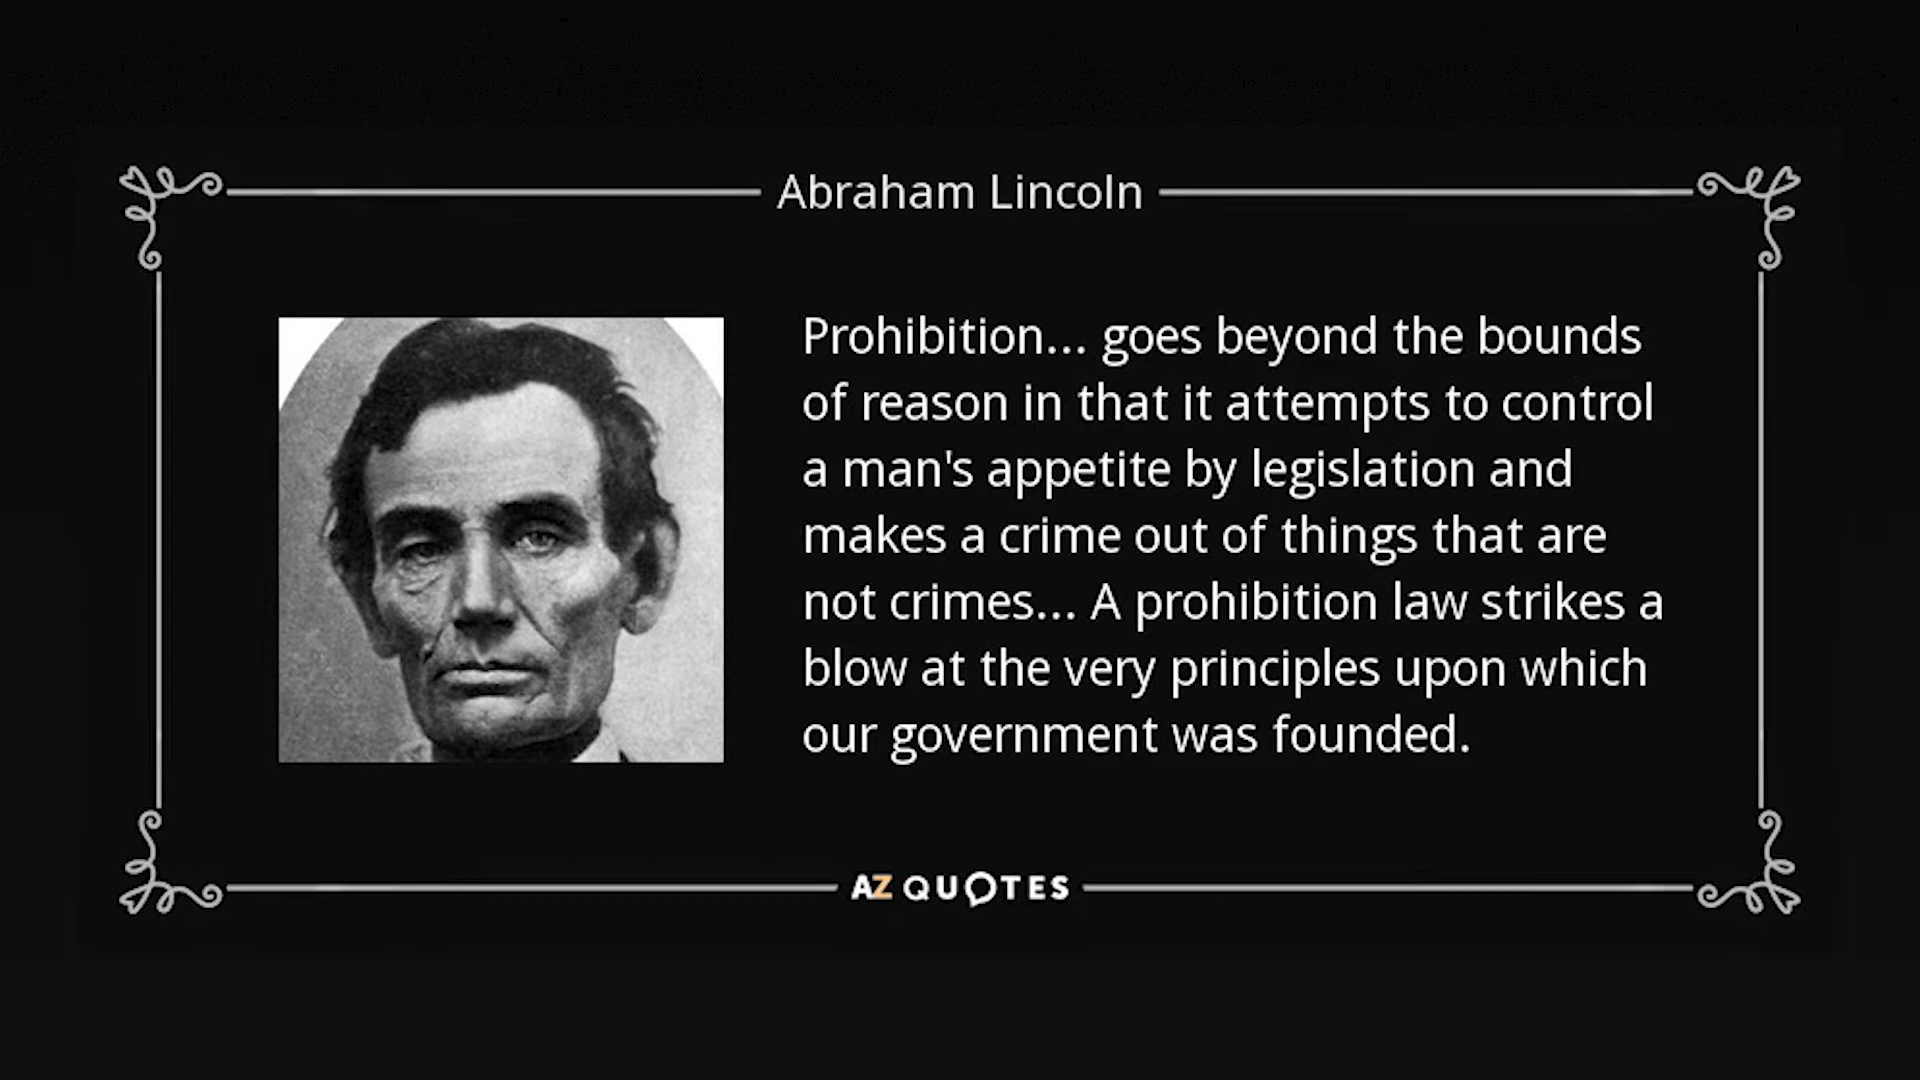 Abraham Lincoln
Prohibition... goes beyond the bounds
of reason in that it attempts to control
a man's appetite by legislation and
makes a crime out of things that are
not crimes... A prohibition law strikes a
blow at the very principles upon which
our government was founded.
AZ QUOTES